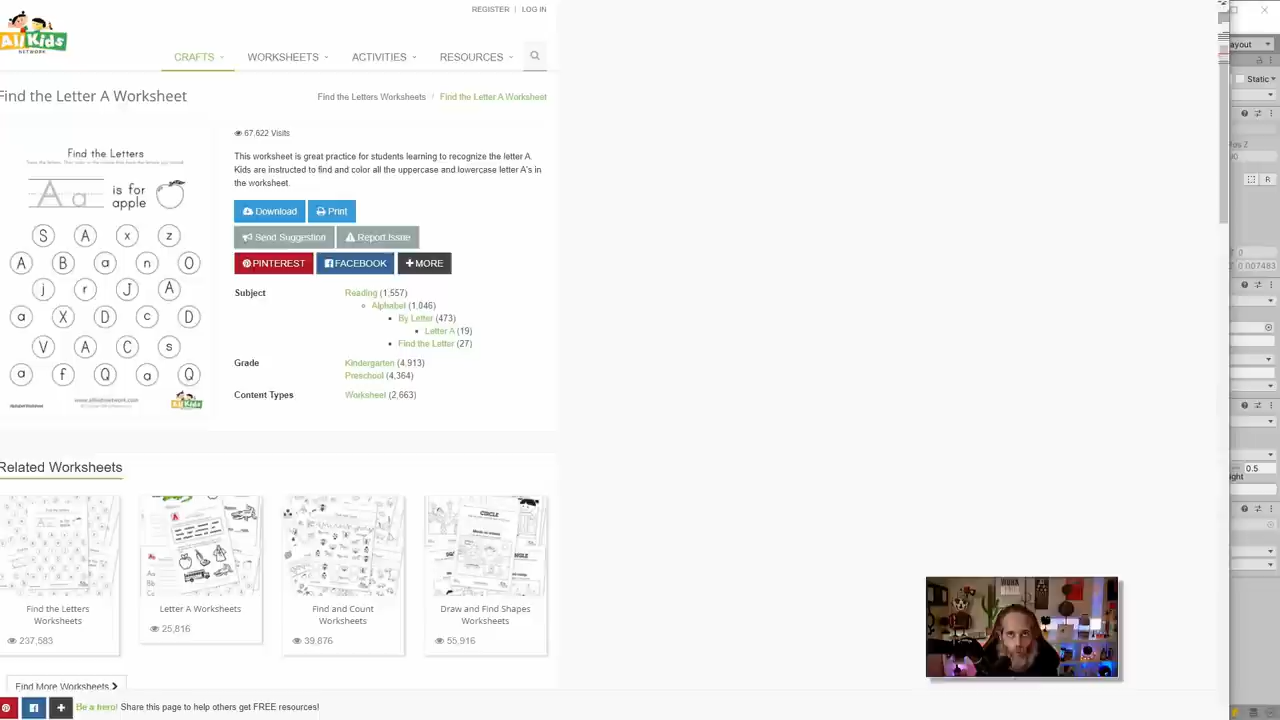 REGISTER | LOG IN
All Kids
NETWORK
CRAFTS WORKSHEETS ACTIVITIES RESOURCES
Find the Letter A Worksheet
Find the Letters Worksheets / Find the Letter A Worksheet
67,622 Visits
This worksheet is great practice for students learning to recognize the letter A.
Kids are instructed to find and color all the uppercase and lowercase letter A's in
the worksheet.
Download Print
Send Suggestion Report Issue
PINTEREST FACEBOOK MORE
Subject Reading (1,557)
Alphabet (1,046)
By Letter (473)
Letter A (19)
Find the Letter (27)
Grade Kindergarten (4,913)
Preschool (4,364)
Content Types Worksheet (2,663)
Find the Letters
Aa is for
apple
S A x z
A B a n O
j r J A
a X D c D
V A C s
a f Q a Q
www.allkidsnetwork.com
Related Worksheets
CIRCLE
Find the Letters
Worksheets
237,583
Letter A Worksheets
25,816
Find and Count
Worksheets
39,876
Draw and Find Shapes
Worksheets
55,916
Find More Worksheets
Be a hero! Share this page to help others get FREE resources!
ayout
Static
R
0
0.007483
0.5
ight